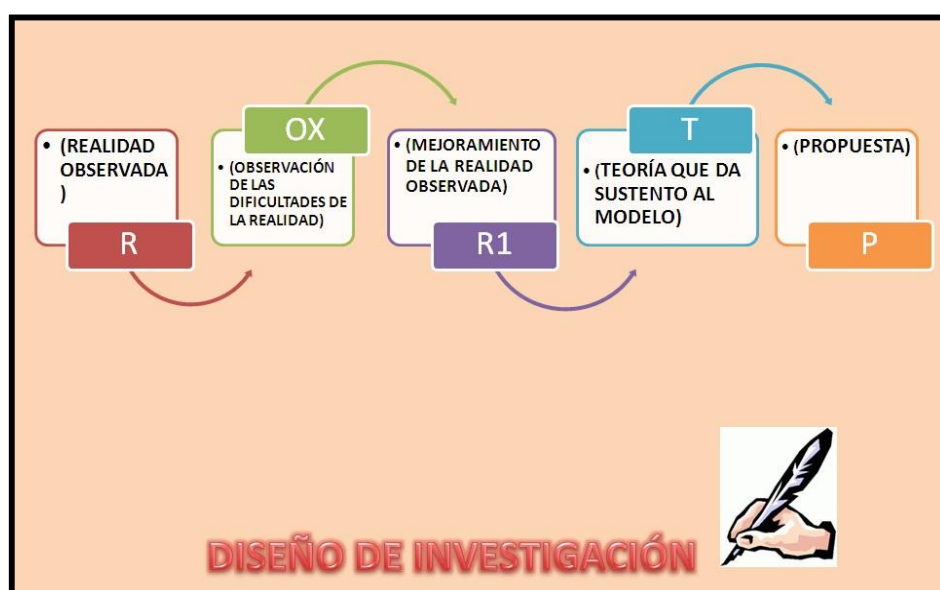 • (REALIDAD
OBSERVADA
)
R
OX
• (OBSERVACIÓN
DE LAS
DIFICULTADES DE
LA REALIDAD)
• (MEJORAMIENTO
DE LA REALIDAD
OBSERVADA)
R1
T
• (TEORÍA QUE DA
SUSTENTO AL
MODELO)
• (PROPUESTA)
P
DISEÑO DE INVESTIGACIÓN